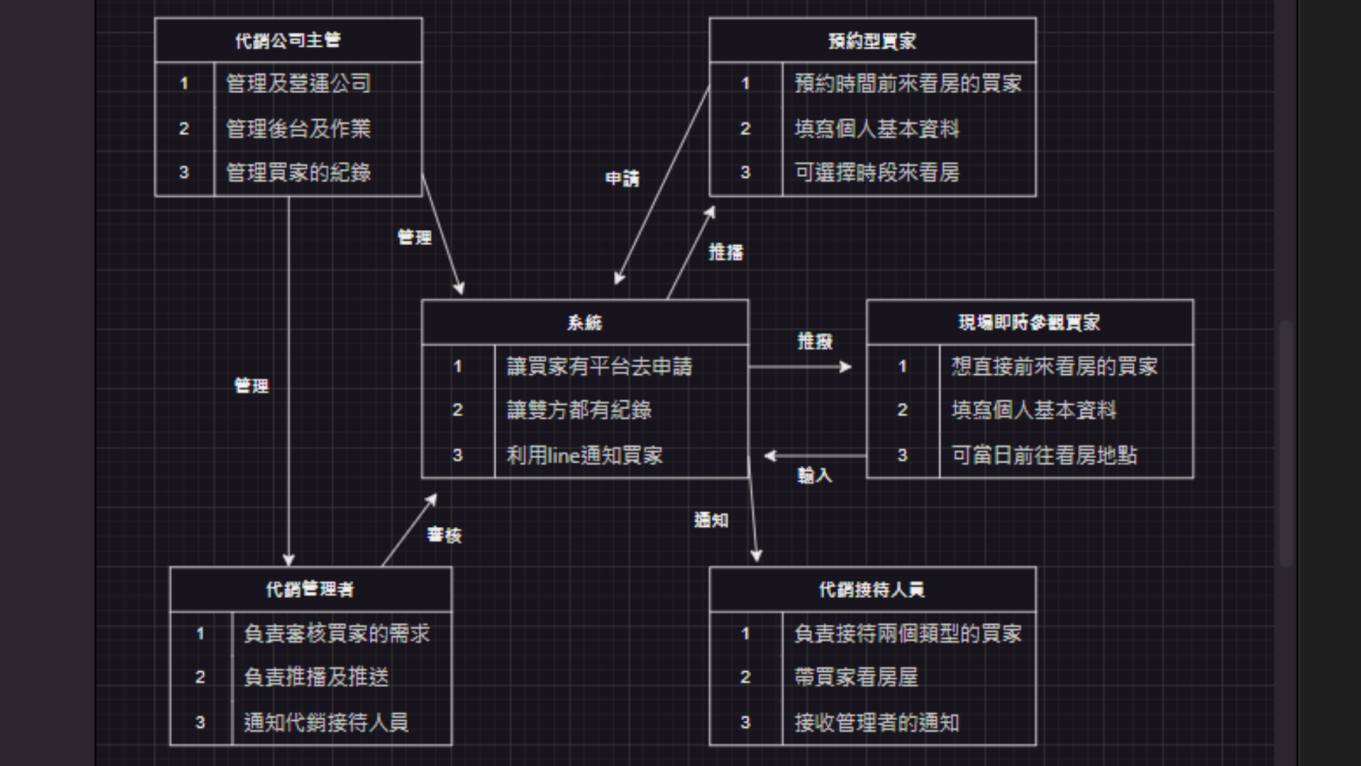 代銷公司主管
1 管理及營運公司
2 管理後台及作業
3 管理買家的紀錄
預約型買家
1 預約時間前來看房的買家
2 填寫個人基本資料
3 可選擇時段來看房
申請
管理
推播
系統
1 讓買家有平台去申請
2 讓雙方都有紀錄
3 利用line通知買家
推撥
現場即時參觀買家
1 想直接前來看房的買家
2 填寫個人基本資料
3 可當日前往看房地點
管理
輸入
通知
審核
代銷管理者
1 負責審核買家的需求
2 負責推播及推送
3 通知代銷接待人員
代銷接待人員
1 負責接待兩個類型的買家
2 帶買家看房屋
3 接收管理者的通知